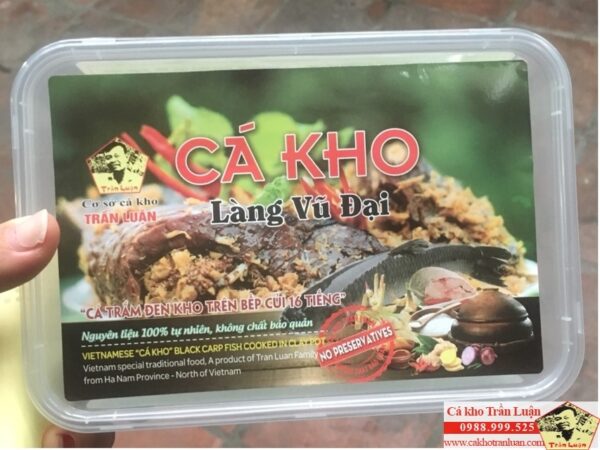 CÁ KHO
Làng Vũ Đại
Trần Luận
Cơ sở cá kho
TRẦN LUẬN
"CÁ TRẮM ĐEN KHO TRÊN BẾP CỦI 16 TIẾNG"
Nguyên liệu 100% tự nhiên, không chất bảo quản
VIETNAMESE "CÁ KHO" BLACK CARP FISH COOKED IN CLAY POT
Vietnam special traditional food, A product of Tran Luan Family
from Ha Nam Province - North of Vietnam
NO PRESERVATIVES
Cá kho Trần Luận
0988.999.525
www.cakhotranluan.com